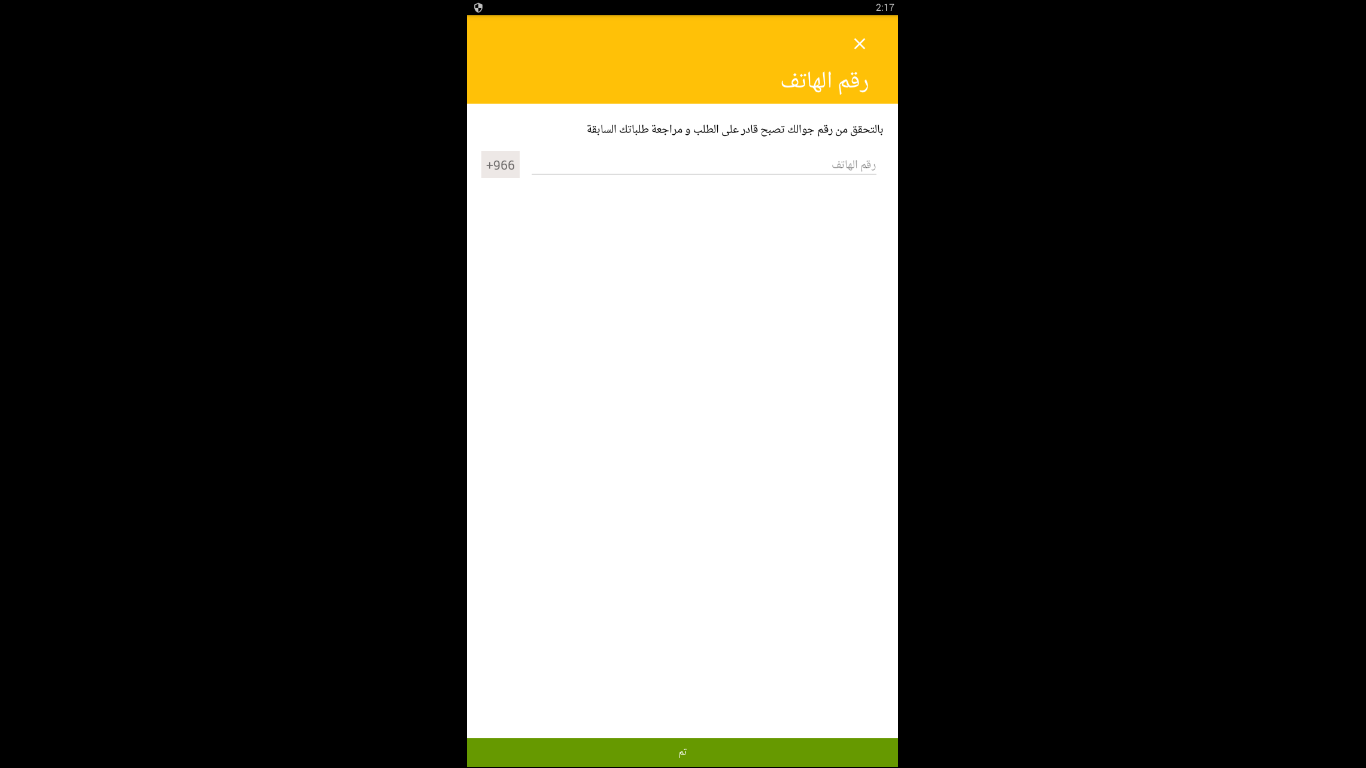 2:17
رقم الهاتف
بالتحقق من رقم جوالك تصبح قادر على الطلب و مراجعة طلباتك السابقة
رقم الهاتف
+966
تم